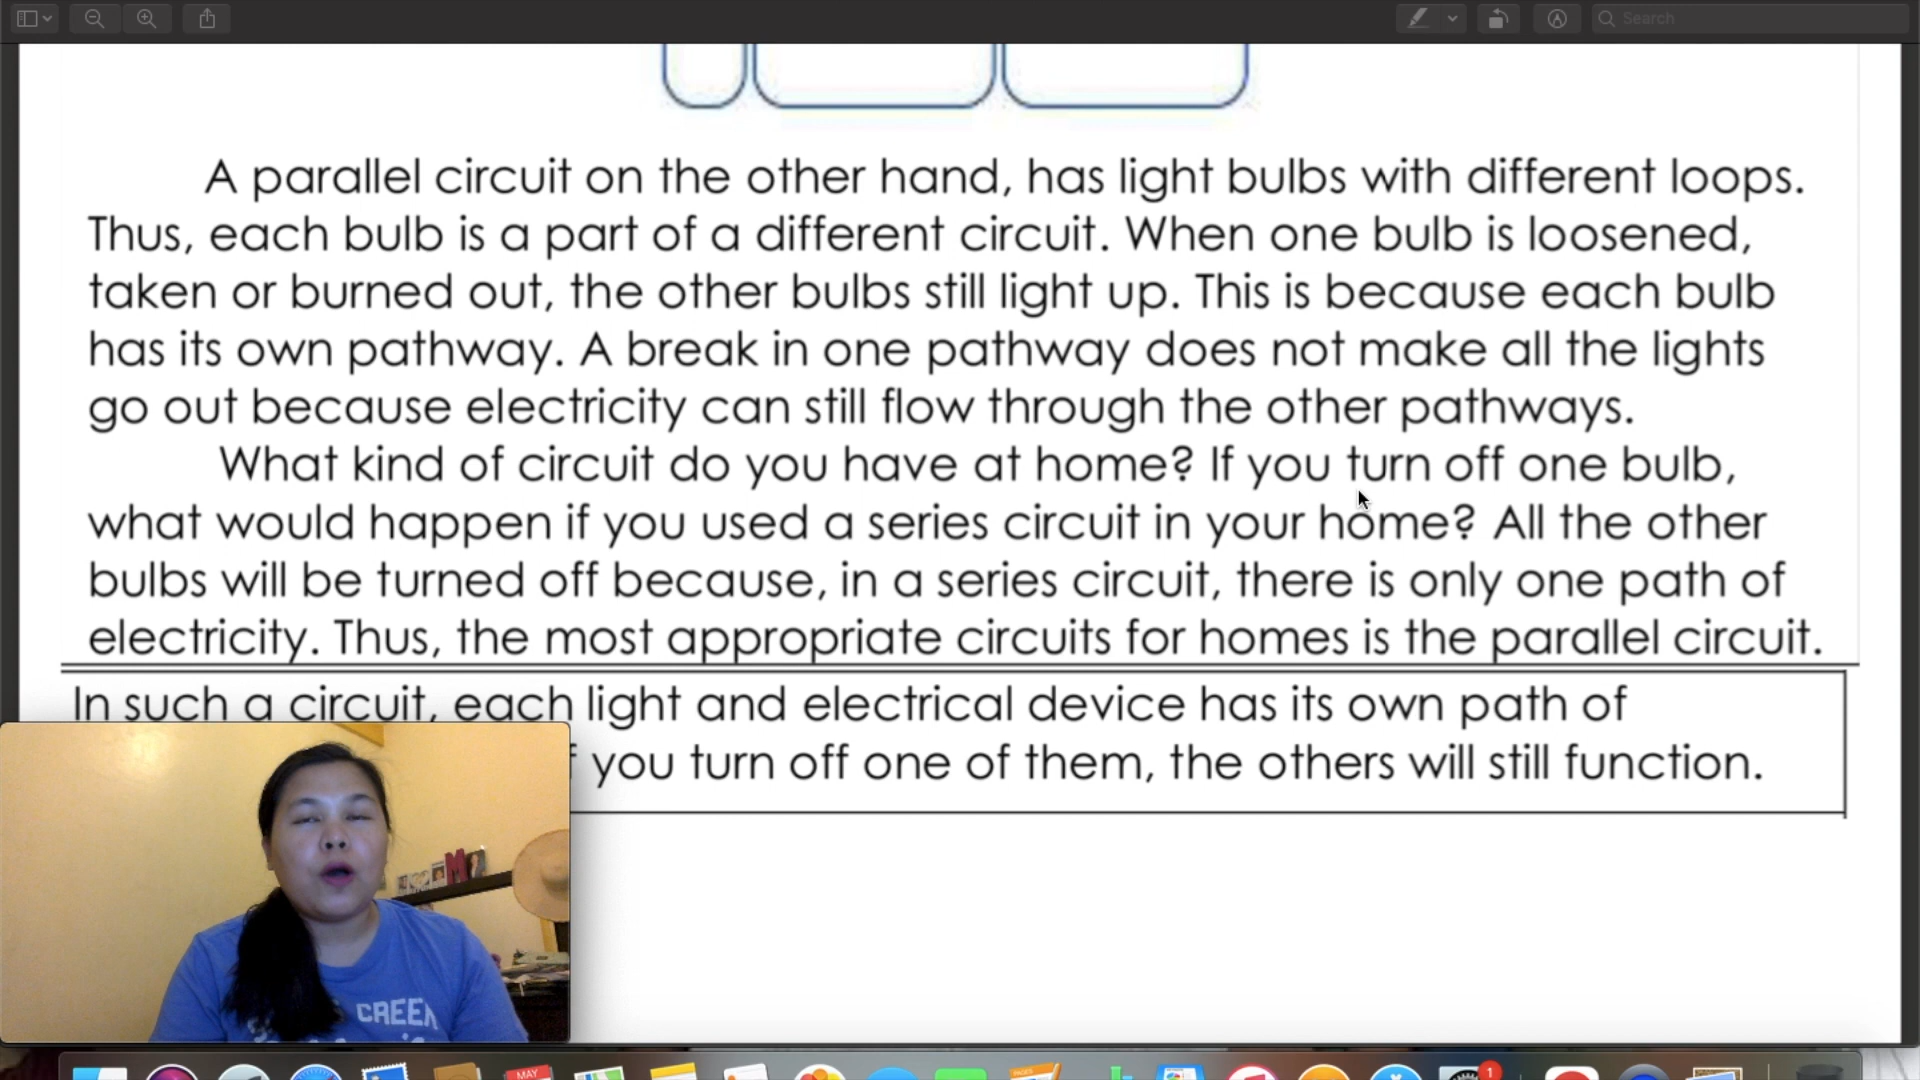 Search
A parallel circuit on the other hand, has light bulbs with different loops.
Thus, each bulb is a part of a different circuit. When one bulb is loosened,
taken or burned out, the other bulbs still light up. This is because each bulb
has its own pathway. A break in one pathway does not make all the lights
go out because electricity can still flow through the other pathways.
What kind of circuit do you have at home? If you turn off one bulb,
what would happen if you used a series circuit in your home? All the other
bulbs will be turned off because, in a series circuit, there is only one path of
electricity. Thus, the most appropriate circuits for homes is the parallel circuit.
In such a circuit, each light and electrical device has its own path of
you turn off one of them, the others will still function.
M
CREEK
MAY
PAGES
1